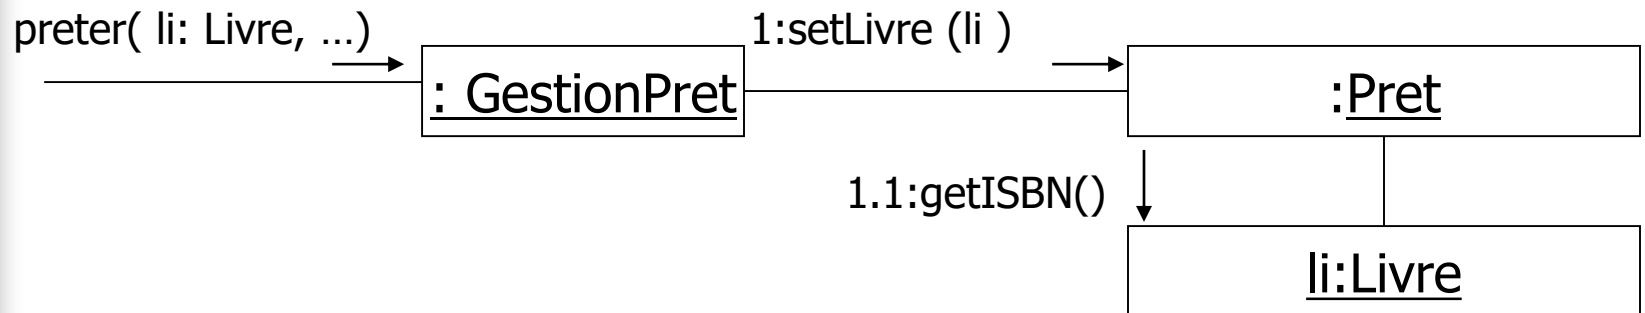 preter( li: Livre, …)
1:setLivre (li )
: GestionPret
:Pret
1.1:getISBN()
li:Livre